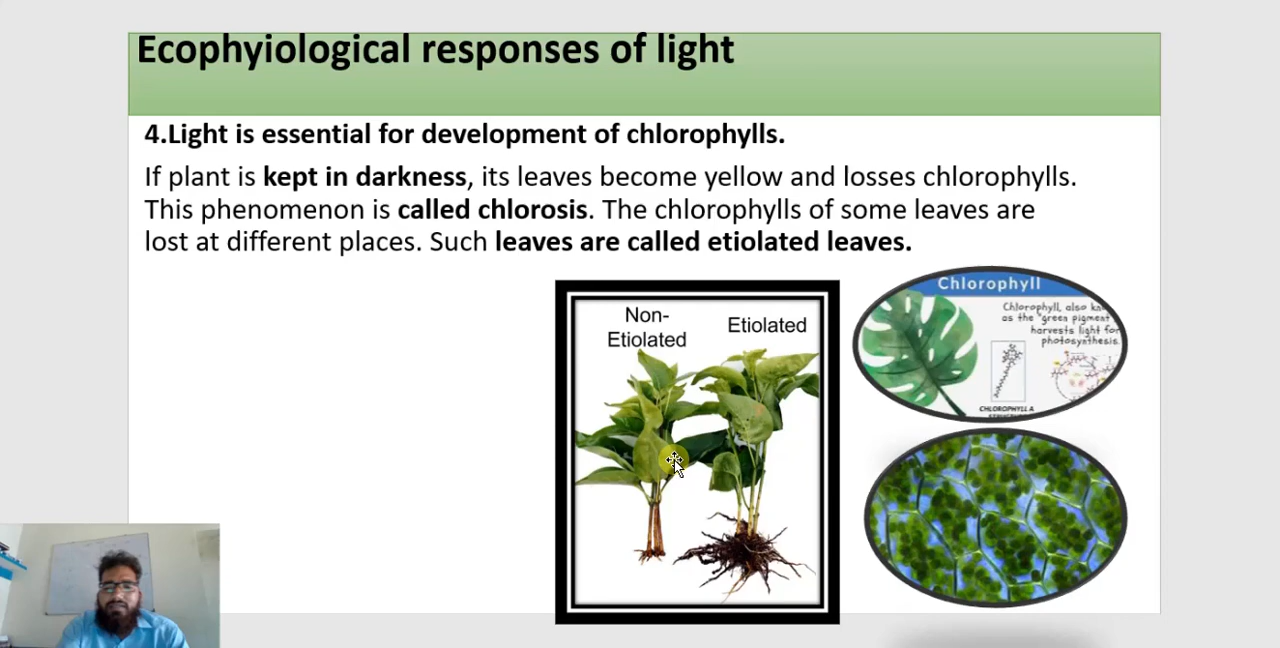 Ecophyiological responses of light
4.Light is essential for development of chlorophylls.
If plant is kept in darkness, its leaves become yellow and losses chlorophylls.
This phenomenon is called chlorosis. The chlorophylls of some leaves are
lost at different places. Such leaves are called etiolated leaves.
Non-
Etiolated
Etiolated
Chlorophyll
Chlorophyll, also
as the "green pigment
harvests light for
photosynthesis.
CHLOROPHYLL A